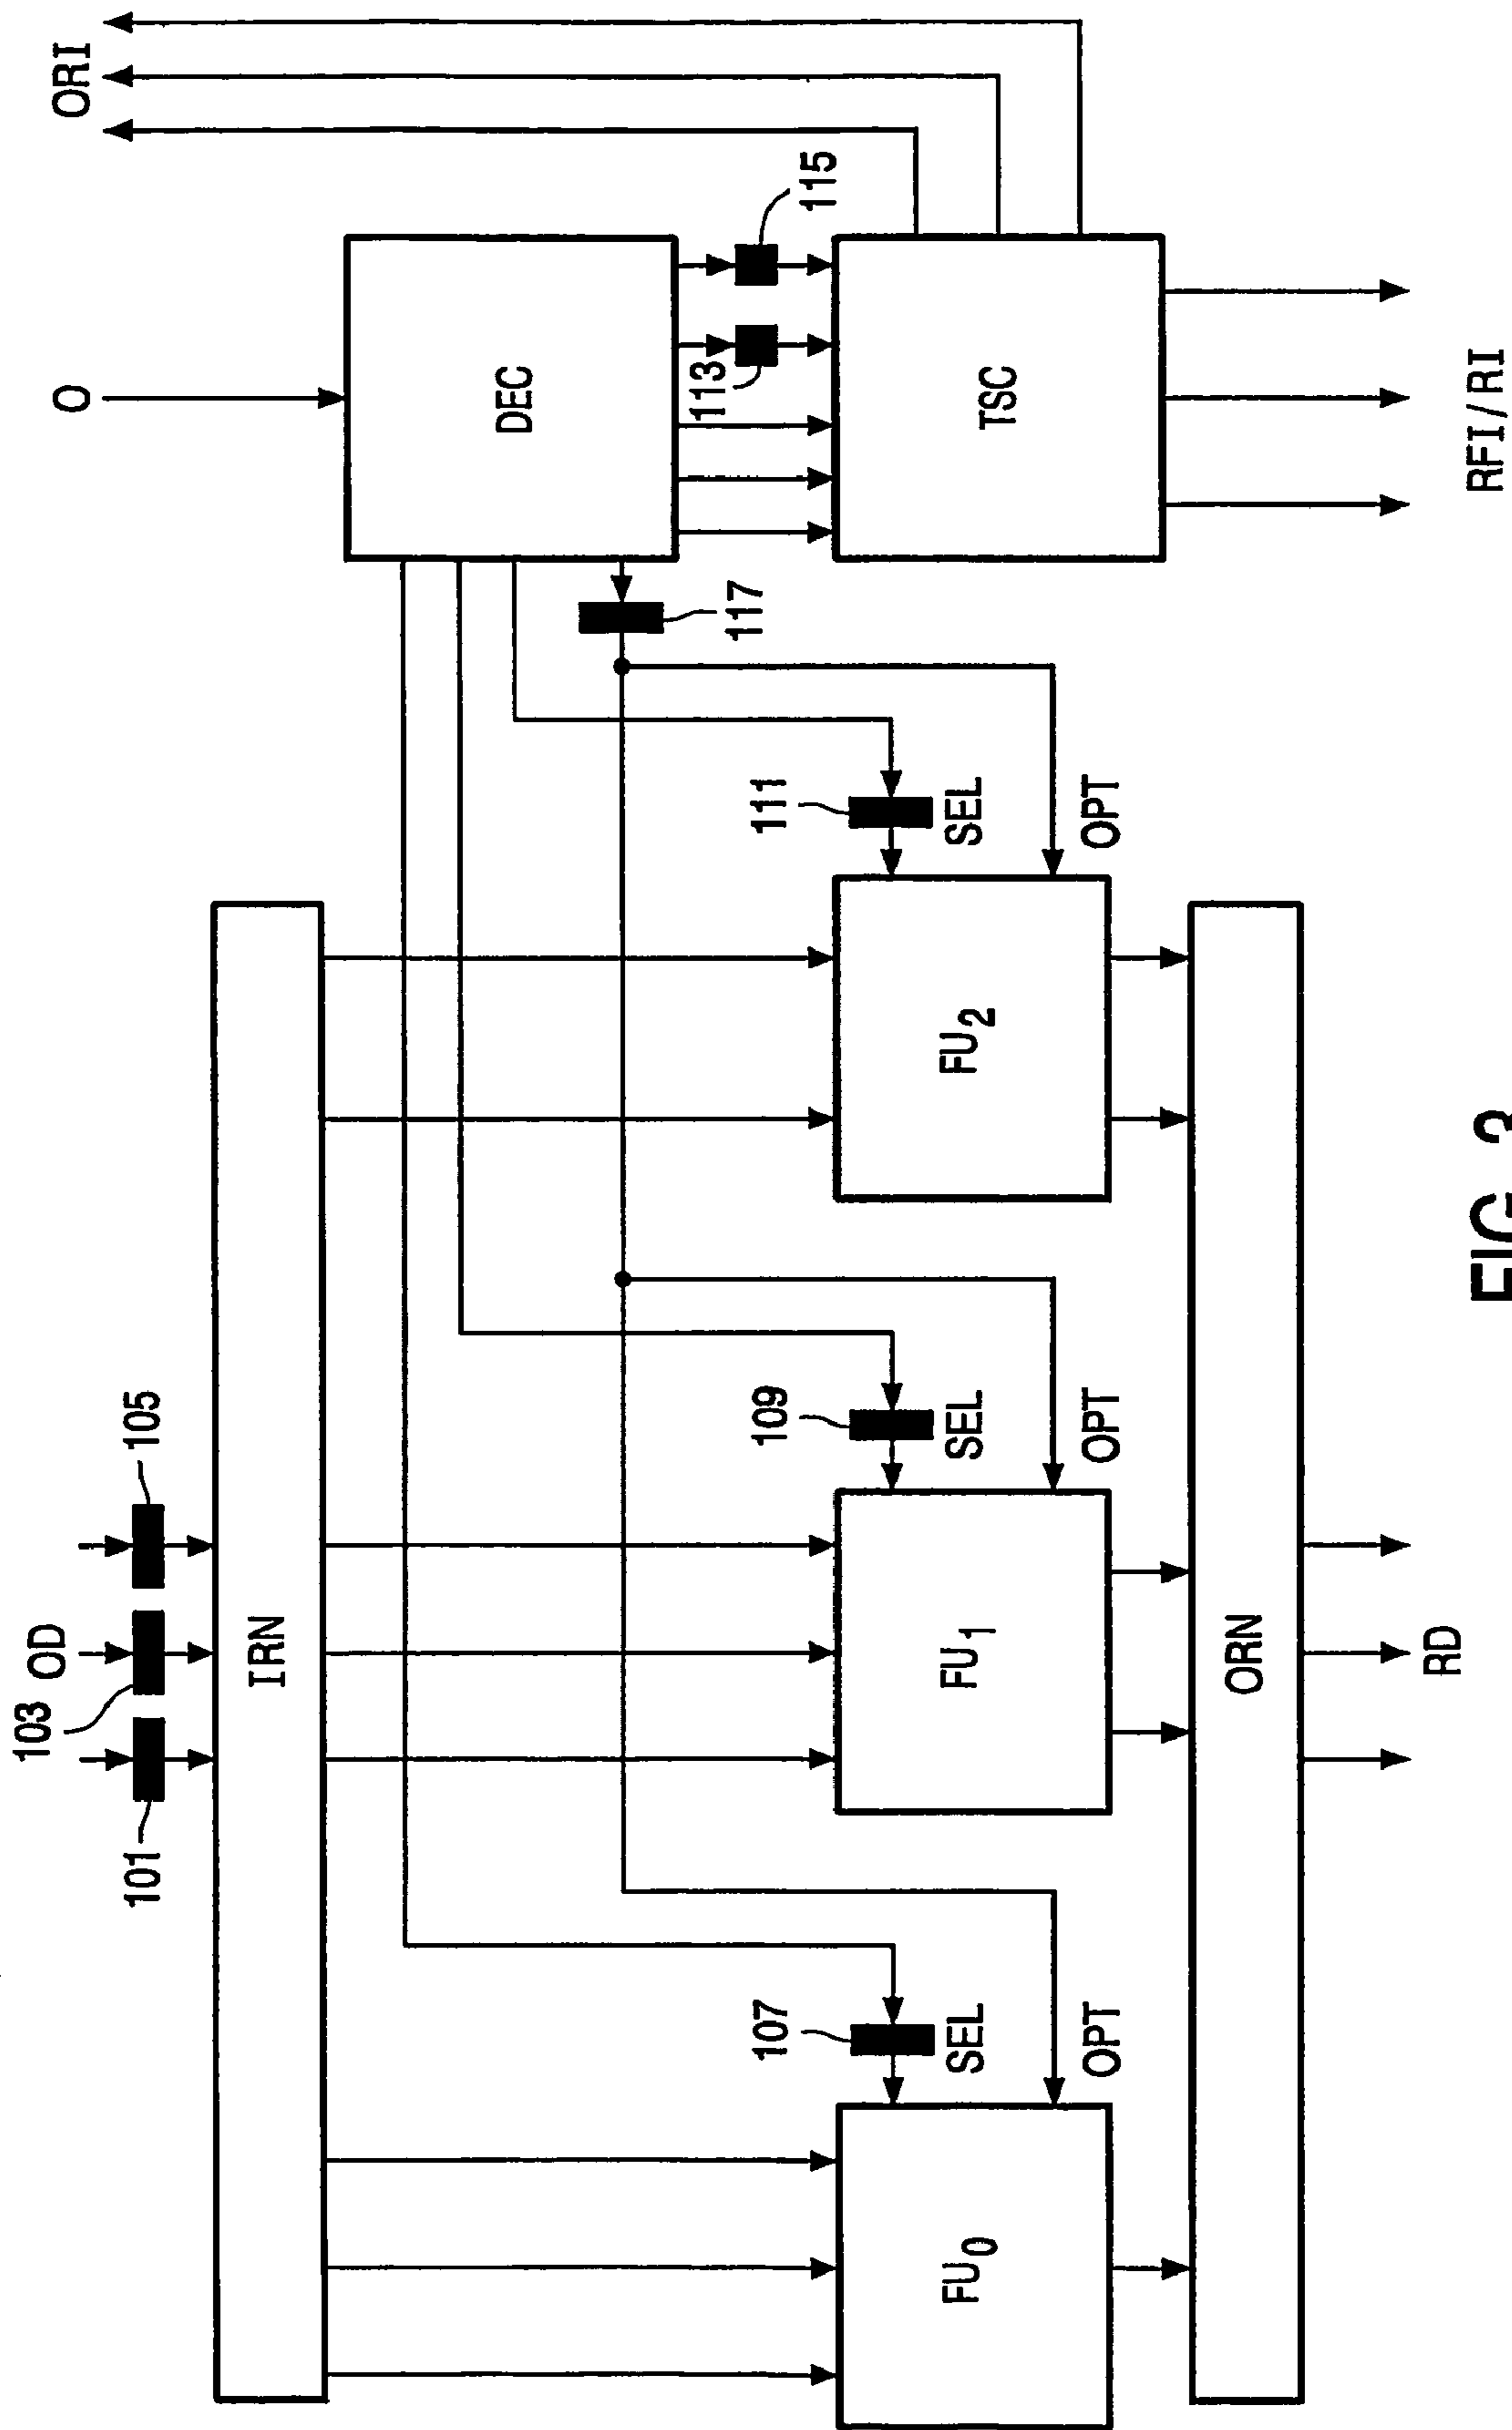 103
OD
101
105
O
ORI
IRN
DEC
113
115
117
TSC
107
SEL
OPT
109
SEL
OPT
111
SEL
OPT
FU0
FU1
FU2
ORN
RD
RFI/RI
FIG. 3